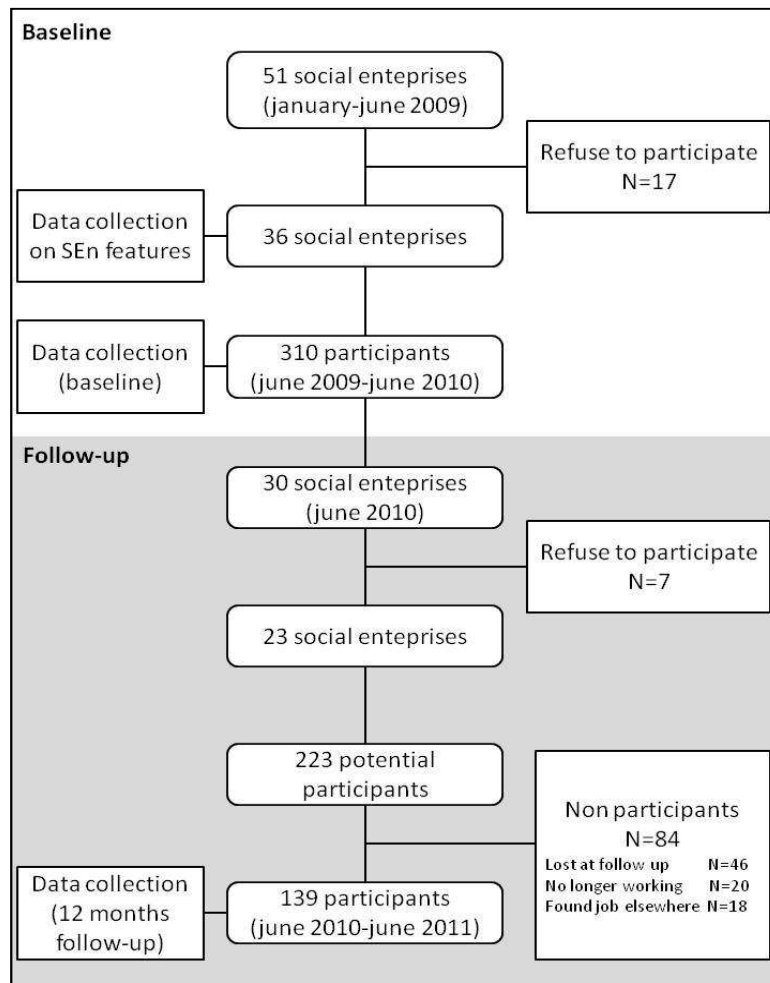 Baseline
51 social enteprises
(january-june 2009)
Refuse to participate
N=17
Data collection
on SEn features
36 social enteprises
Data collection
(baseline)
310 participants
(june 2009-june 2010)
Follow-up
30 social enteprises
(june 2010)
Refuse to participate
N=7
23 social enteprises
223 potential
participants
Non participants
N=84
Lost at follow up N=46
No longer working N=20
Found job elsewhere N=18
Data collection
(12 months
follow-up)
139 participants
(june 2010-june 2011)